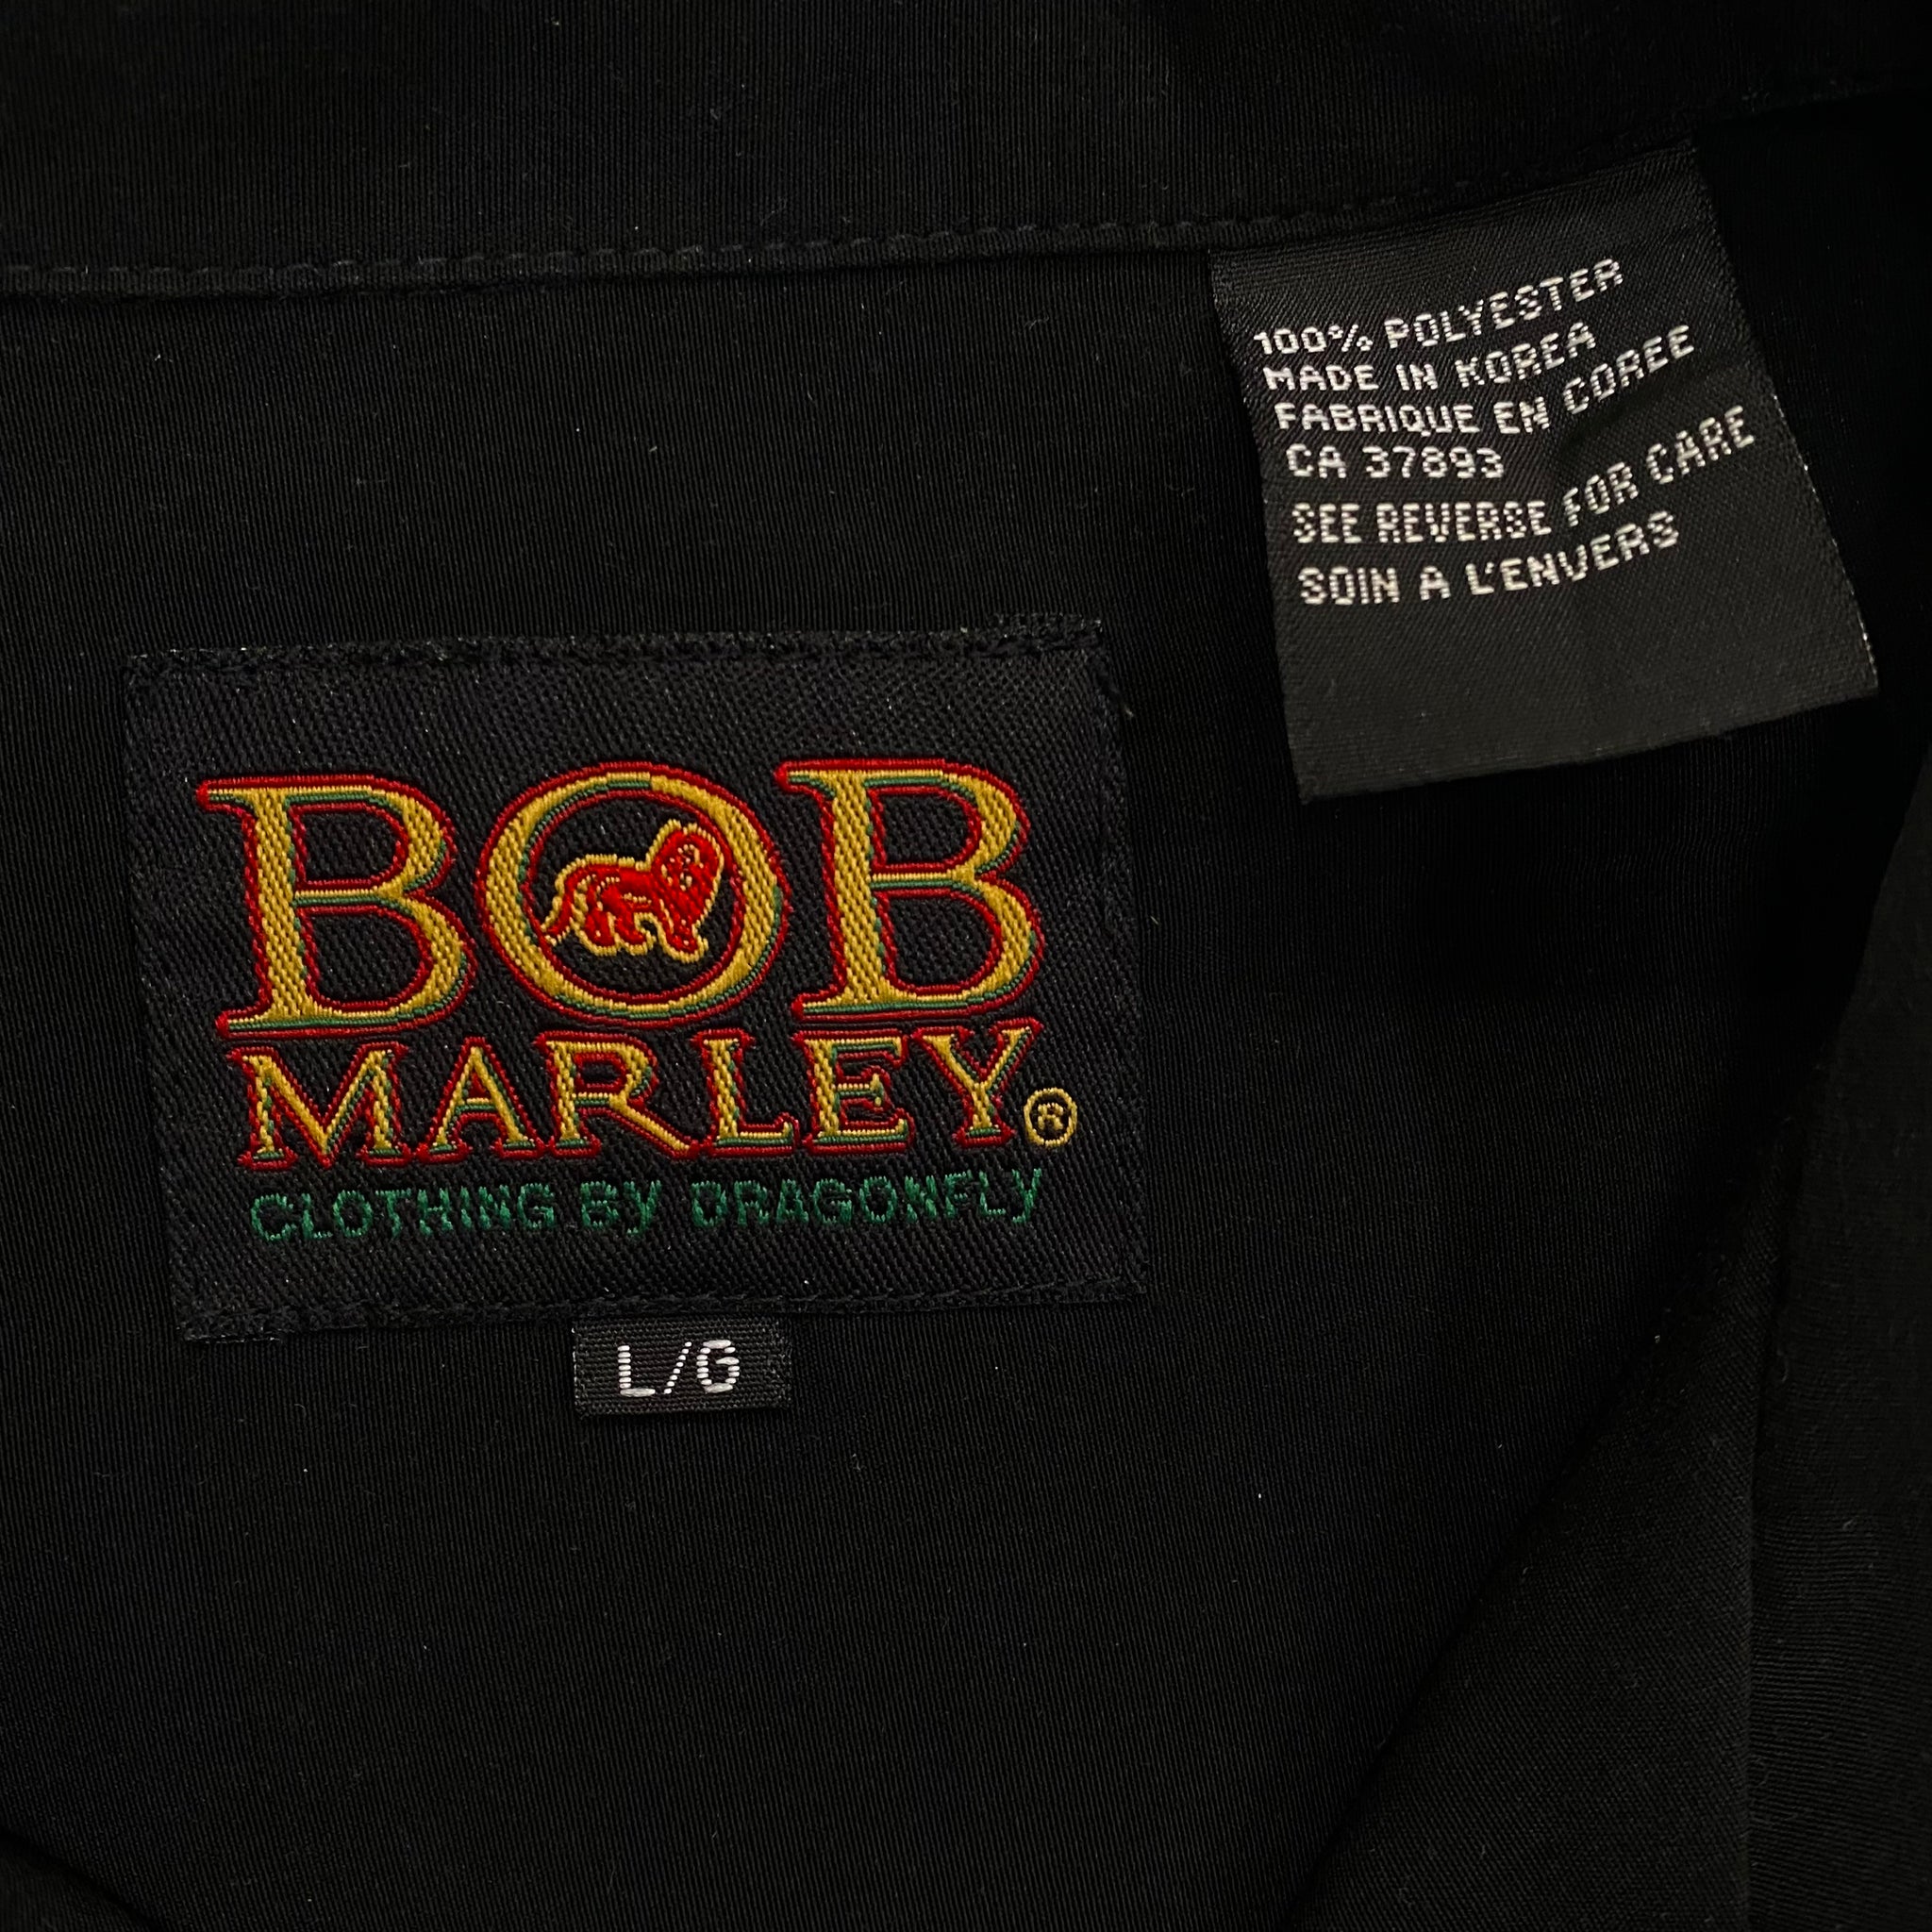 100% POLYESTER
MADE IN KOREA
FABRIQUE EN COREE
CA 37893
SEE REVERSE FOR CARE
SOIN A L'ENVERS
BOB
MARLEY®
CLOTHING BY DRAGONFLY
L/G